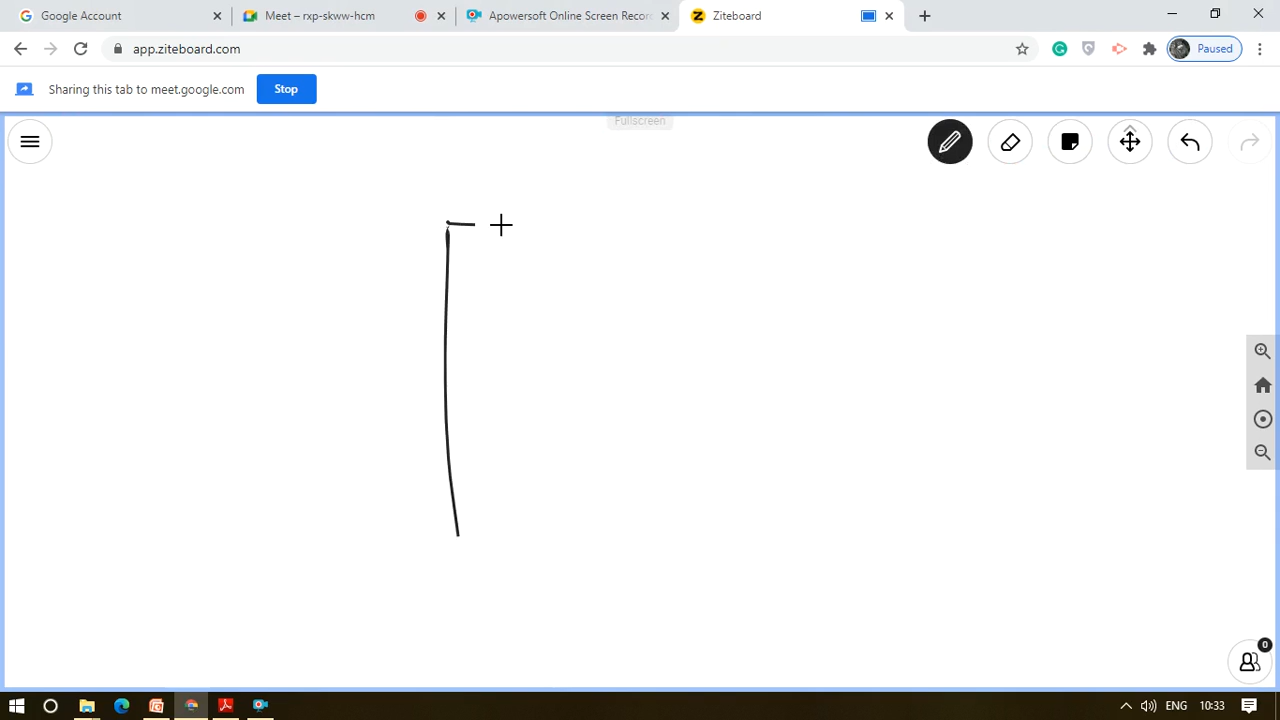 Google Account
Meet – rxp-skww-hcm
Apowersoft Online Screen Recor
Ziteboard
app.ziteboard.com
Paused
Sharing this tab to meet.google.com
Stop
Fullscreen
0
ENG
10:33